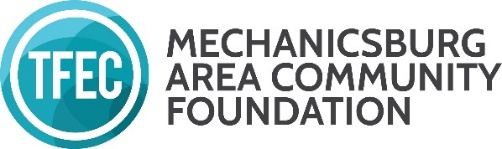 TFEC
MECHANICSBURG
AREA COMMUNITY
FOUNDATION